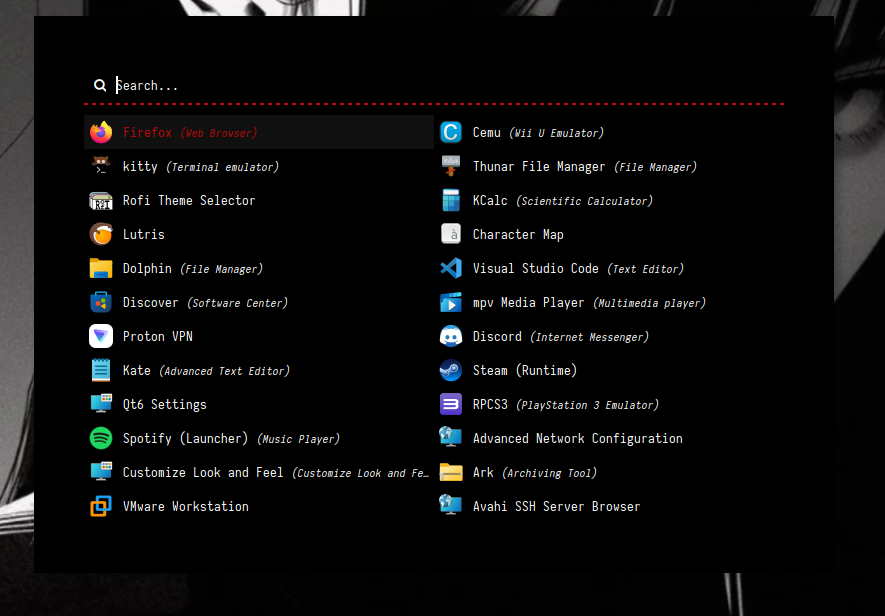 Search...
Firefox (Web Browser)
kitty (Terminal emulator)
Rofi Theme Selector
Lutris
Dolphin (File Manager)
Discover (Software Center)
Proton VPN
Kate (Advanced Text Editor)
Qt6 Settings
Spotify (Launcher) (Music Player)
Customize Look and Feel (Customize Look and Fe…
VMware Workstation
Cemu (Wii U Emulator)
Thunar File Manager (File Manager)
KCalc (Scientific Calculator)
Character Map
Visual Studio Code (Text Editor)
mpv Media Player (Multimedia player)
Discord (Internet Messenger)
Steam (Runtime)
RPCS3 (PlayStation 3 Emulator)
Advanced Network Configuration
Ark (Archiving Tool)
Avahi SSH Server Browser